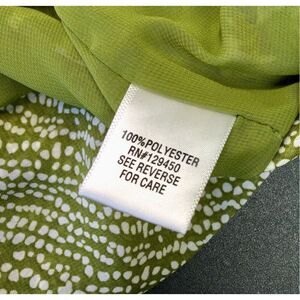 100%POLYESTER
RN#129450
SEE REVERSE
FOR CARE